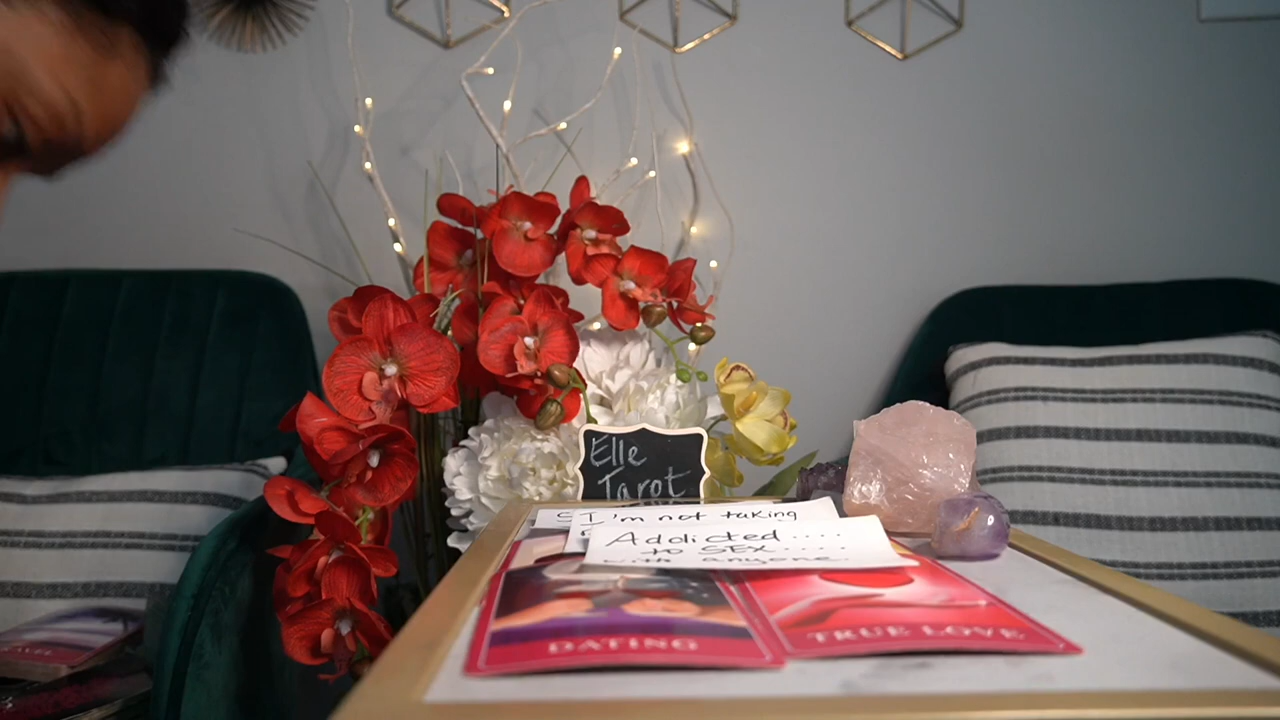 Elle
Tarot
I'm not taking
Addicted....
to SEX....
with anyone
DATING
TRUE LOVE